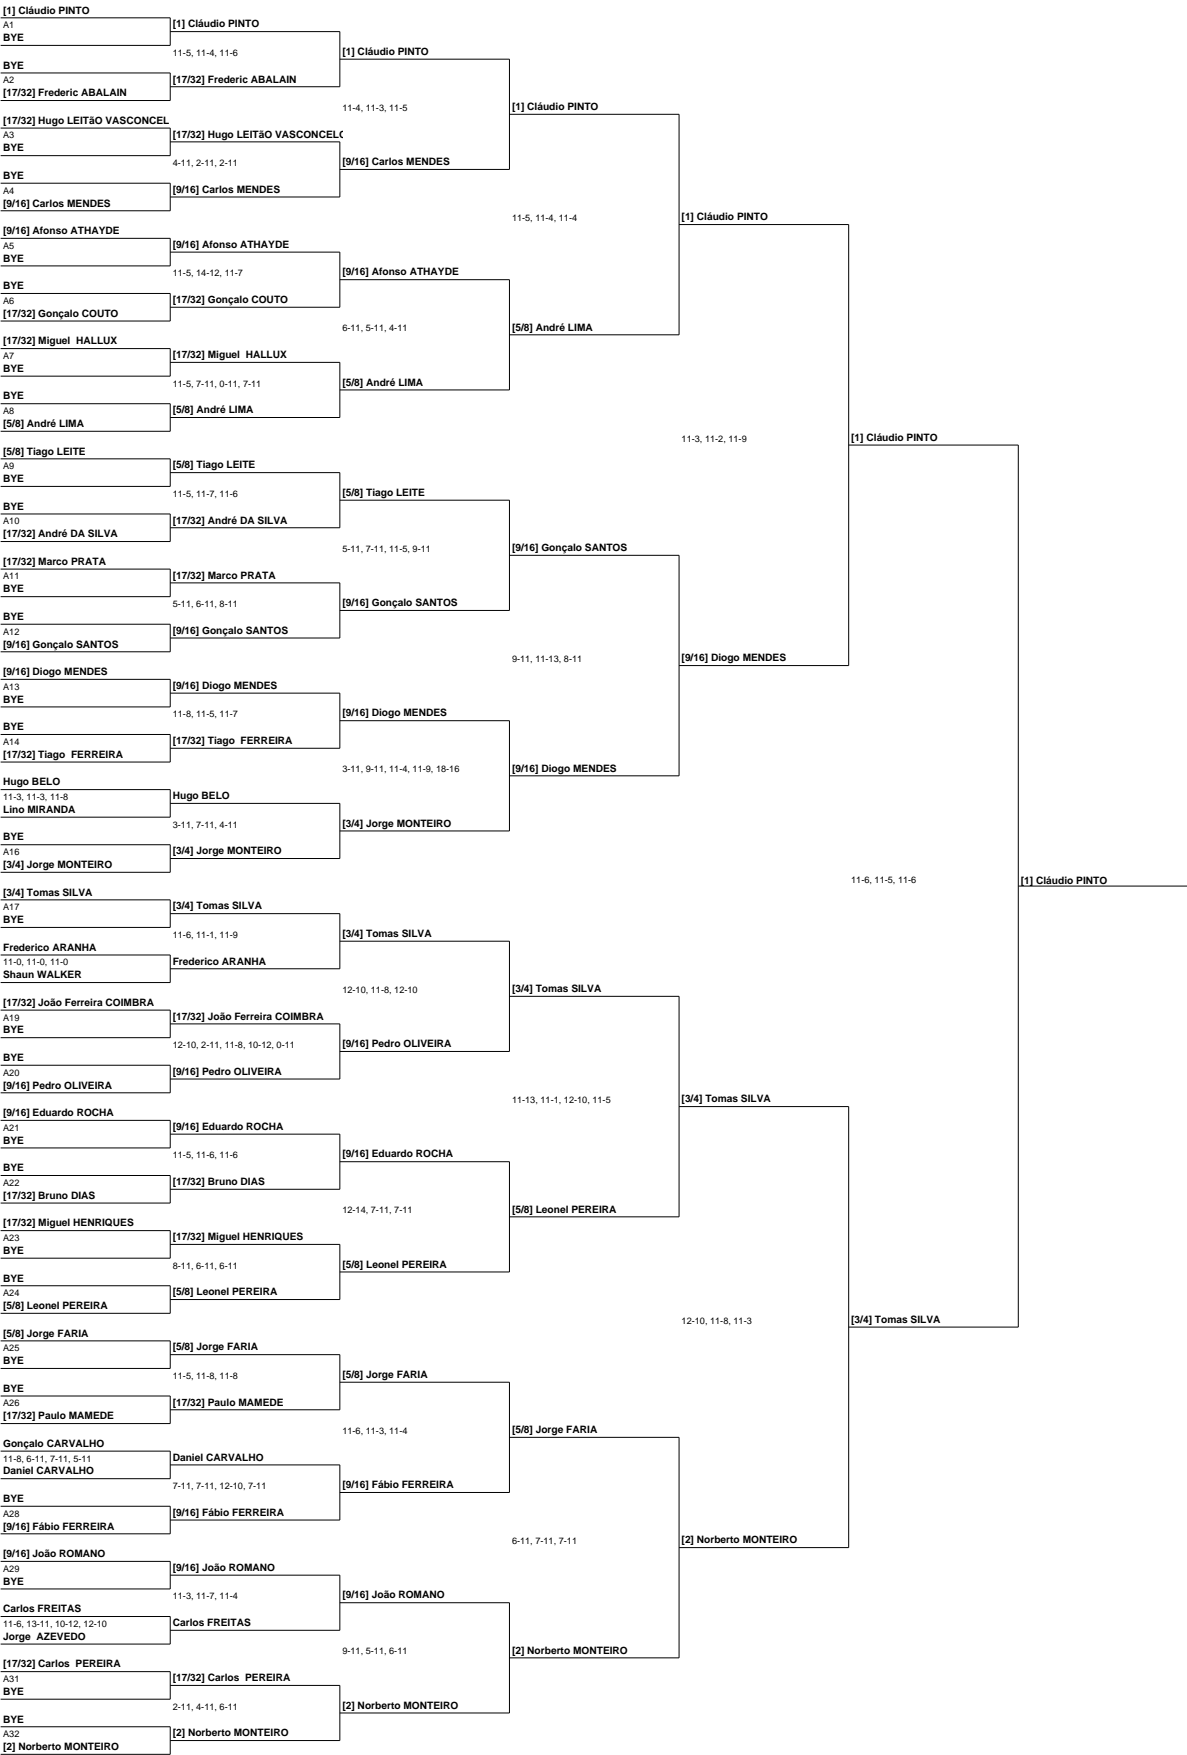 [1] Cláudio PINTO
A1
BYE
BYE
A2
[17/32] Frederic ABALAIN
[17/32] Hugo LEITãO VASCONCEL
A3
BYE
BYE
A4
[9/16] Carlos MENDES
[9/16] Afonso ATHAYDE
A5
BYE
BYE
A6
[17/32] Gonçalo COUTO
[17/32] Miguel  HALLUX
A7
BYE
BYE
A8
[5/8] André LIMA
[5/8] Tiago LEITE
A9
BYE
BYE
A10
[17/32] André DA SILVA
[17/32] Marco PRATA
A11
BYE
BYE
A12
[9/16] Gonçalo SANTOS
[9/16] Diogo MENDES
A13
BYE
BYE
A14
[17/32] Tiago  FERREIRA
Hugo BELO
11-3, 11-3, 11-8
Lino MIRANDA
BYE
A16
[3/4] Jorge MONTEIRO
[3/4] Tomas SILVA
A17
BYE
Frederico ARANHA
11-0, 11-0, 11-0
Shaun WALKER
[17/32] João Ferreira COIMBRA
A19
BYE
BYE
A20
[9/16] Pedro OLIVEIRA
[9/16] Eduardo ROCHA
A21
BYE
BYE
A22
[17/32] Bruno DIAS
[17/32] Miguel HENRIQUES
A23
BYE
BYE
A24
[5/8] Leonel PEREIRA
[5/8] Jorge FARIA
A25
BYE
BYE
A26
[17/32] Paulo MAMEDE
Gonçalo CARVALHO
11-8, 6-11, 7-11, 5-11
Daniel CARVALHO
BYE
A28
[9/16] Fábio FERREIRA
[9/16] João ROMANO
A29
BYE
Carlos FREITAS
11-6, 13-11, 10-12, 12-10
Jorge  AZEVEDO
[17/32] Carlos  PEREIRA
A31
BYE
BYE
A32
[2] Norberto MONTEIRO
[1] Cláudio PINTO
11-5, 11-4, 11-6
[17/32] Frederic ABALAIN
[17/32] Hugo LEITãO VASCONCELO
4-11, 2-11, 2-11
[9/16] Carlos MENDES
[9/16] Afonso ATHAYDE
11-5, 14-12, 11-7
[17/32] Gonçalo COUTO
[17/32] Miguel  HALLUX
11-5, 7-11, 0-11, 7-11
[5/8] André LIMA
[5/8] Tiago LEITE
11-5, 11-7, 11-6
[17/32] André DA SILVA
[17/32] Marco PRATA
5-11, 6-11, 8-11
[9/16] Gonçalo SANTOS
[9/16] Diogo MENDES
11-8, 11-5, 11-7
[17/32] Tiago  FERREIRA
Hugo BELO
3-11, 7-11, 4-11
[3/4] Jorge MONTEIRO
[3/4] Tomas SILVA
11-6, 11-1, 11-9
Frederico ARANHA
[17/32] João Ferreira COIMBRA
12-10, 2-11, 11-8, 10-12, 0-11
[9/16] Pedro OLIVEIRA
[9/16] Eduardo ROCHA
11-5, 11-6, 11-6
[17/32] Bruno DIAS
[17/32] Miguel HENRIQUES
8-11, 6-11, 6-11
[5/8] Leonel PEREIRA
[5/8] Jorge FARIA
11-5, 11-8, 11-8
[17/32] Paulo MAMEDE
Daniel CARVALHO
7-11, 7-11, 12-10, 7-11
[9/16] Fábio FERREIRA
[9/16] João ROMANO
11-3, 11-7, 11-4
Carlos FREITAS
[17/32] Carlos  PEREIRA
2-11, 4-11, 6-11
[2] Norberto MONTEIRO
[1] Cláudio PINTO
11-4, 11-3, 11-5
[9/16] Carlos MENDES
[9/16] Afonso ATHAYDE
6-11, 5-11, 4-11
[5/8] André LIMA
[5/8] Tiago LEITE
5-11, 7-11, 11-5, 9-11
[9/16] Gonçalo SANTOS
[9/16] Diogo MENDES
3-11, 9-11, 11-4, 11-9, 18-16
[3/4] Jorge MONTEIRO
[3/4] Tomas SILVA
12-10, 11-8, 12-10
[9/16] Pedro OLIVEIRA
[9/16] Eduardo ROCHA
12-14, 7-11, 7-11
[5/8] Leonel PEREIRA
[5/8] Jorge FARIA
11-6, 11-3, 11-4
[9/16] Fábio FERREIRA
[9/16] João ROMANO
9-11, 5-11, 6-11
[2] Norberto MONTEIRO
[1] Cláudio PINTO
11-5, 11-4, 11-4
[5/8] André LIMA
[9/16] Gonçalo SANTOS
9-11, 11-13, 8-11
[9/16] Diogo MENDES
[3/4] Tomas SILVA
11-13, 11-1, 12-10, 11-5
[5/8] Leonel PEREIRA
[5/8] Jorge FARIA
6-11, 7-11, 7-11
[2] Norberto MONTEIRO
[1] Cláudio PINTO
11-3, 11-2, 11-9
[9/16] Diogo MENDES
[3/4] Tomas SILVA
12-10, 11-8, 11-3
[2] Norberto MONTEIRO
[1] Cláudio PINTO
11-6, 11-5, 11-6
[3/4] Tomas SILVA
[1] Cláudio PINTO